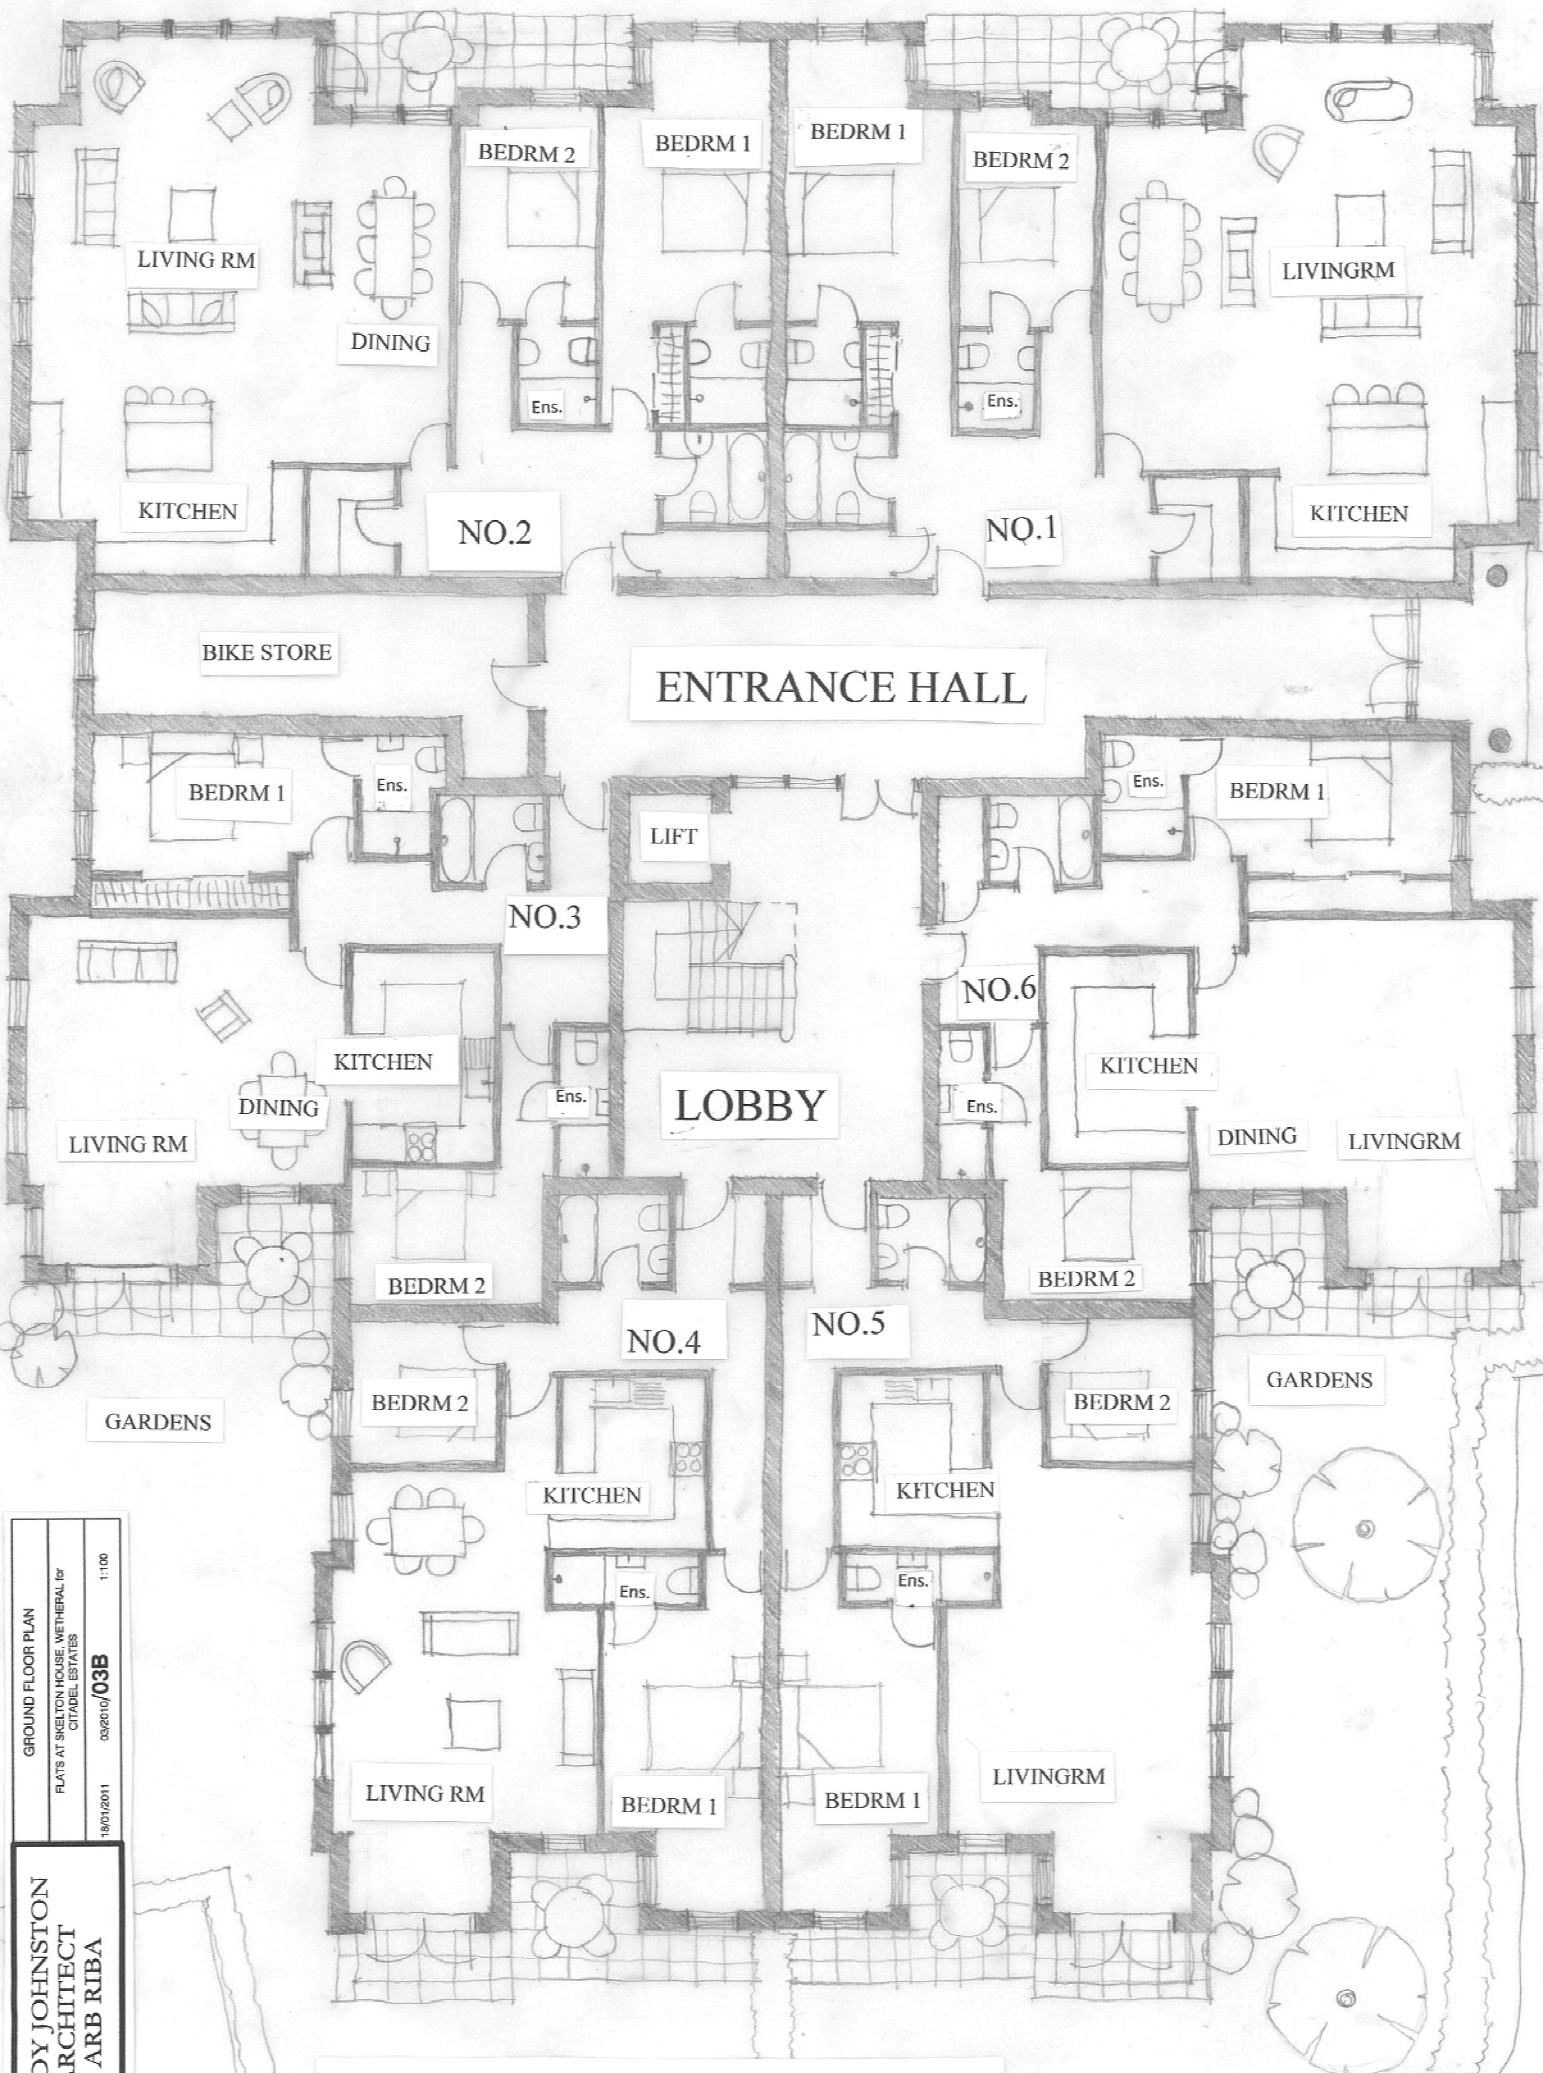 BEDRM 2
BEDRM 1
BEDRM 1
BEDRM 2
LIVING RM
LIVINGRM
DINING
Ens.
Ens.
KITCHEN
NO.2
NO.1
KITCHEN
BIKE STORE
ENTRANCE HALL
BEDRM 1
Ens.
LIFT
Ens.
BEDRM 1
NO.3
NO.6
KITCHEN
KITCHEN
DINING
Ens.
LOBBY
Ens.
LIVING RM
DINING
LIVINGRM
BEDRM 2
BEDRM 2
NO.4
NO.5
GARDENS
BEDRM 2
BEDRM 2
GARDENS
KITCHEN
KITCHEN
Ens.
Ens.
LIVING RM
BEDRM 1
BEDRM 1
LIVINGRM
GROUND FLOOR PLAN
FLATS AT SKELTON HOUSE, WETHERAL for
CITADEL ESTATES
18/01/2011 03/2010/03B 1:100
DY JOHNSTON
ARCHITECT
ARB RIBA